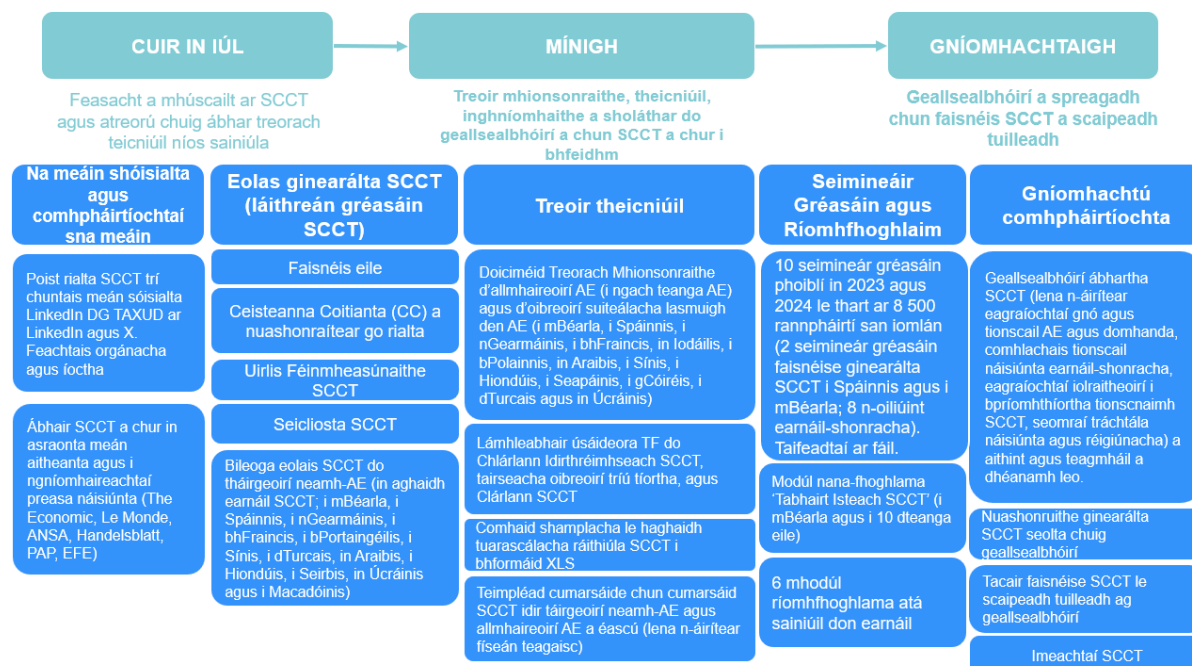 CUIR IN IÚL
MÍNIGH
GNÍOMHACHTAIGH
Feasacht a mhúscailt ar SCCT
agus atreorú chuig ábhar treorach
teicniúil níos sainiúla
Treoir mhionsonraithe, theicniúil,
inghníomhaithe a sholáthar do
geallsealbhóirí a chun SCCT a chur i
bhfeidhm
Geallsealbhóirí a spreagadh
chun faisnéis SCCT a scaipeadh
tuilleadh
Na meáin shóisialta
agus
comhpháirtíochtaí
sna meáin
Poist rialta SCCT trí
chuntais meán sóisialta
LinkedIn DG TAXUD ar
LinkedIn agus X.
Feachtais orgánacha
agus íoctha
Ábhair SCCT a chur in
asraonta meán
aitheanta agus i
ngníomhaireachtaí
preasa náisiúnta (The
Economic, Le Monde,
ANSA, Handelsblatt,
PAP, EFE)
Eolas ginearálta SCCT
(láithreán gréasáin
SCCT)
Faisnéis eile
Ceisteanna Coitianta (CC) a
nuashonraítear go rialta
Uirlis Féinmheasúnaithe
SCCT
Seicliosta SCCT
Bileoga eolais SCCT do
tháirgeoirí neamh-AE (in
aghaidh earnáil SCCT; i mBéarla, i
Spáinnis, i nGearmáinis, i
bhFraincis, i bPortaingéilis, i
Sínis, i dTurcais, in Araibis, i
Hiondúis, i Seirbis, in Úcráinis
agus i Macadóinis)
Treoir theicniúil
Doiciméid Treorach Mhionsonraithe
d'allmhaireoirí AE (i ngach teanga AE)
agus d'oibreoirí suiteálacha lasmuigh
den AE (i mBéarla, i Spáinnis, i
nGearmáinis, i bhFraincis, in Iodáilis, i
bPolainnis, in Araibis, i Sínis, i
Hiondúis, i Seapáinis, i gCóiréis, i
dTurcais agus in Úcráinis)
Lámhleabhair úsáideora TF do
Chlárlann Idirthréimhseach SCCT,
tairseacha oibreoirí tríú tíortha, agus
Clárlann SCCT
Comhaid shamplacha le haghaidh
tuarascálacha ráithiúla SCCT i
bhformáid XLS
Teimpléad cumarsáide chun cumarsáid
SCCT idir táirgeoirí neamh-AE agus
allmhaireoirí AE a éascú (lena n-áirítear
físeán teagaisc)
Seimineáir
Gréasáin agus
Ríomhfhoghlaim
10 seimineár gréasáin
phoiblí in 2023 agus
2024 le thart ar 8 500
rannpháirtí san iomlán
(2 seimineár gréasáin
faisnéise ginearálta
SCCT i Spáinnis agus i
mBéarla; 8 n-oiliúint
earnáil-shonracha).
Taifeadtaí ar fáil.
Modúl nana-fhoghlama
‘Tabhairt Isteach SCCT’ (i
mBéarla agus i 10 dteanga
eile)
6 mhodúl
ríomhfhoghlama atá
sainiúil don earnáil
Gníomhachtú
comhpháirtíochta
Geallsealbhóirí ábhartha
SCCT (lena n-áirítear
eagraíochtaí gnó agus
tionscail AE agus domhanda,
comhlachais tionscail
náisiúnta earnáil-shonracha,
eagraíochtaí iolraitheoirí i
bpríomhthíortha tionscnaimh
SCCT, seomraí tráchtála
náisiúnta agus réigiúnacha) a
aithint agus teagmháil a
dhéanamh leo.
Nuashonruithe ginearálta
SCCT seolta chuig
geallsealbhóirí
Tacair faisnéise SCCT le
scaipeadh tuilleadh ag
geallsealbhóirí
Imeachtaí SCCT